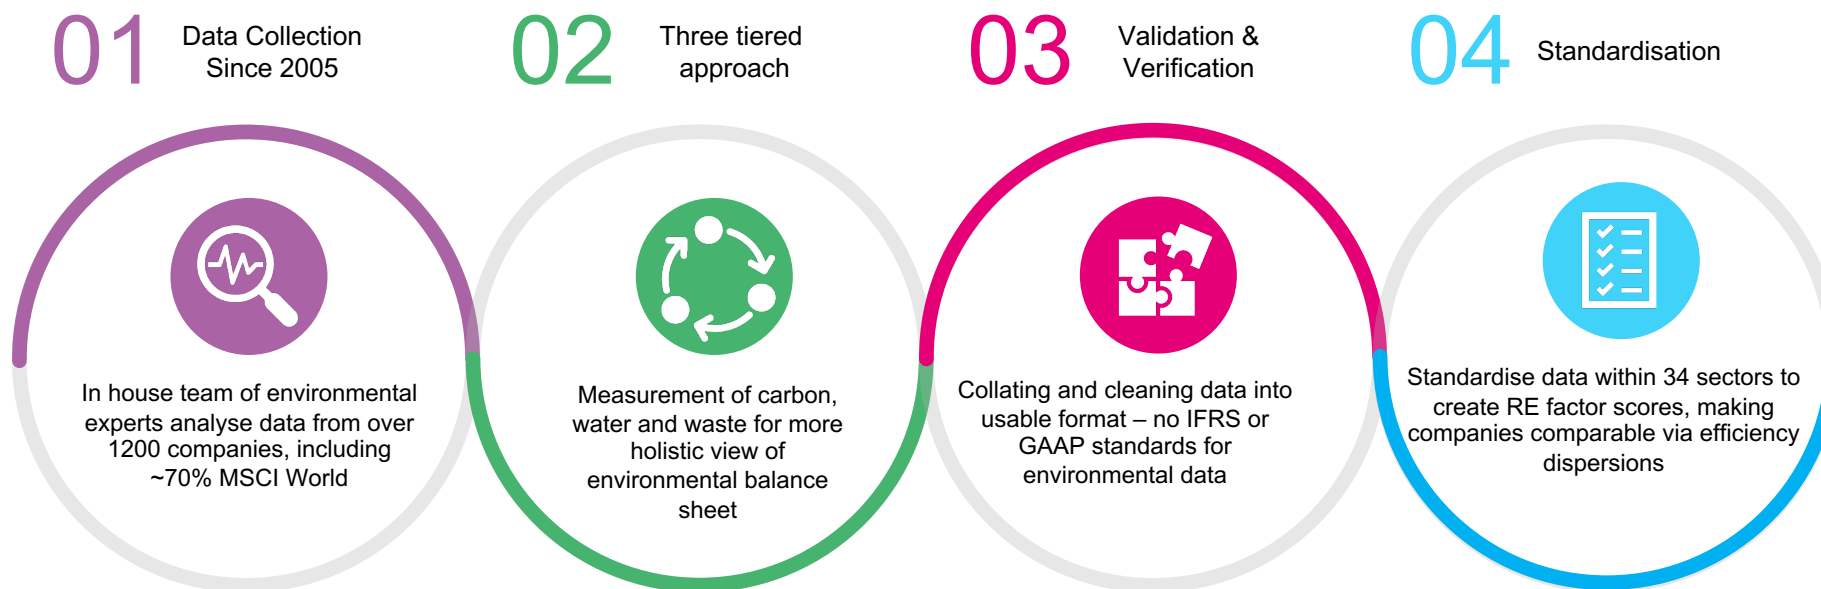 01
Data Collection
Since 2005
02
Three tiered
approach
03
Validation &
Verification
04
Standardisation
In house team of environmental
experts analyse data from over
1200 companies, including
~70% MSCI World
Measurement of carbon,
water and waste for more
holistic view of
environmental balance
sheet
Collating and cleaning data into
usable format – no IFRS or
GAAP standards for
environmental data
Standardise data within 34 sectors to
create RE factor scores, making
companies comparable via efficiency
dispersions